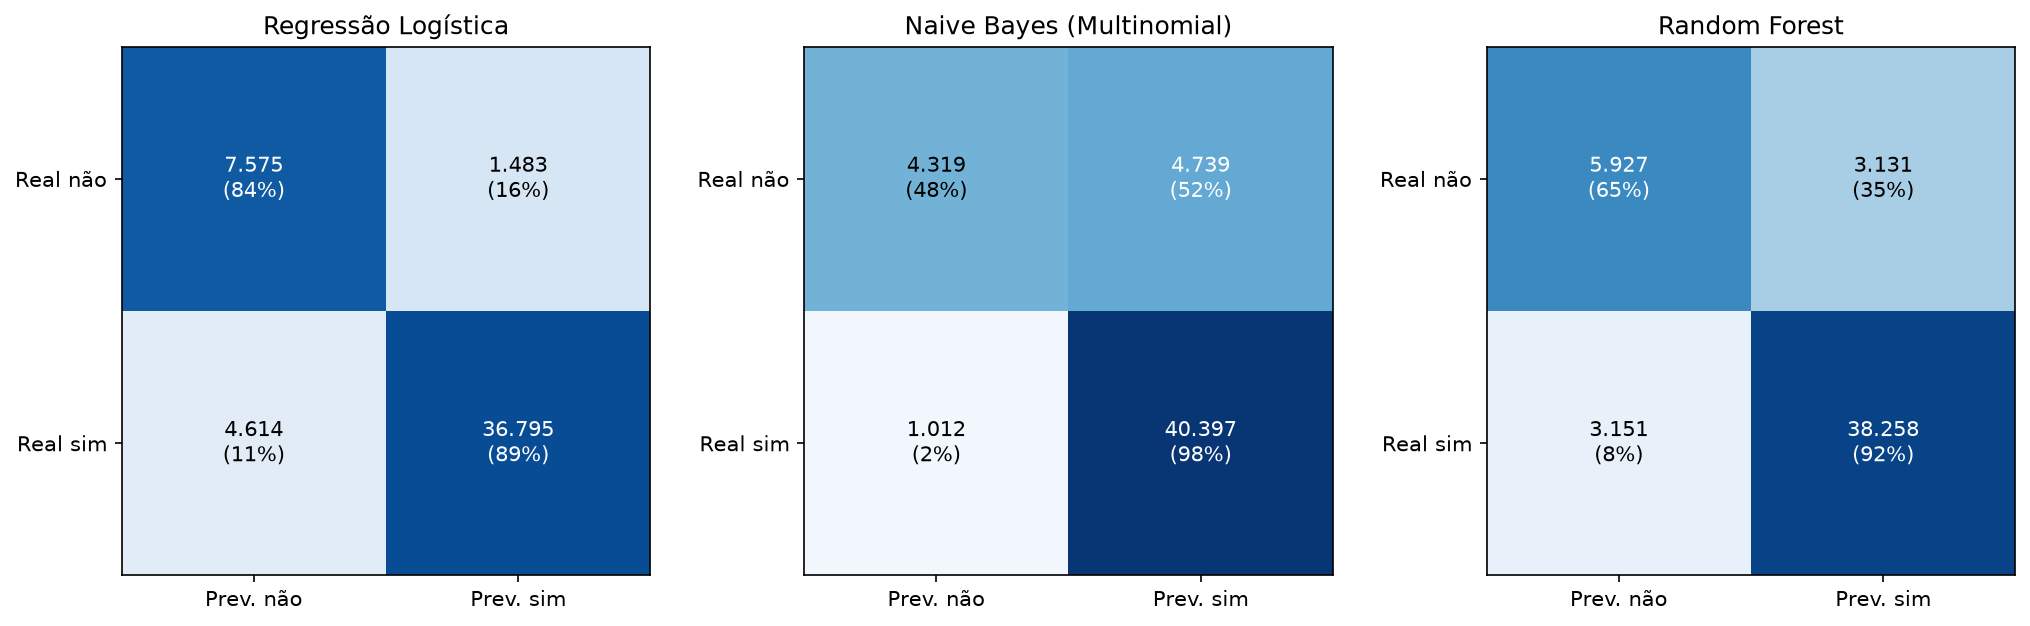 Regressão Logística
Real não
7.575
(84%)
1.483
(16%)
Real sim
4.614
(11%)
36.795
(89%)
Prev. não
Prev. sim
Naive Bayes (Multinomial)
Real não
4.319
(48%)
4.739
(52%)
Real sim
1.012
(2%)
40.397
(98%)
Prev. não
Prev. sim
Random Forest
Real não
5.927
(65%)
3.131
(35%)
Real sim
3.151
(8%)
38.258
(92%)
Prev. não
Prev. sim